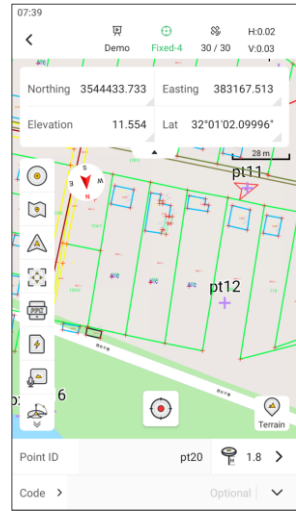 07:39
H:0.02
Demo Fixed-4 30 / 30 V:0.03
Northing 3544433.733 Easting 383167.513
Elevation 11.554 Lat 32°01'02.09996"
28 m
S
E W
N
pt11
pt12
6
Terrain
Point ID pt20 1.8
Code Optional